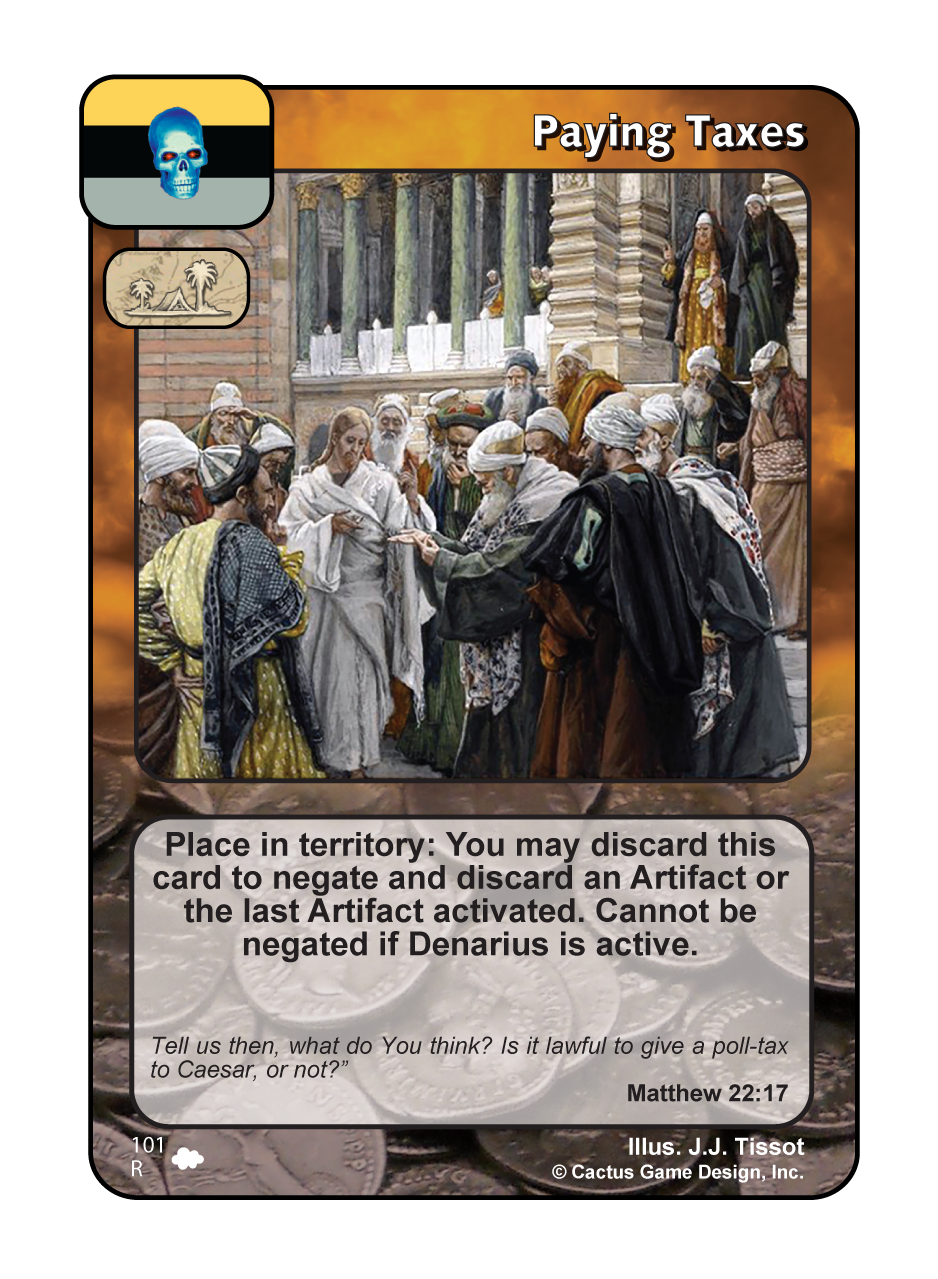 Paying Taxes
Place in territory: You may discard this
card to negate and discard an Artifact or
the last Artifact activated. Cannot be
negated if Denarius is active.
Tell us then, what do You think? Is it lawful to give a poll-tax
to Caesar, or not?”
Matthew 22:17
101
R
Illus. J.J. Tissot
© Cactus Game Design, Inc.